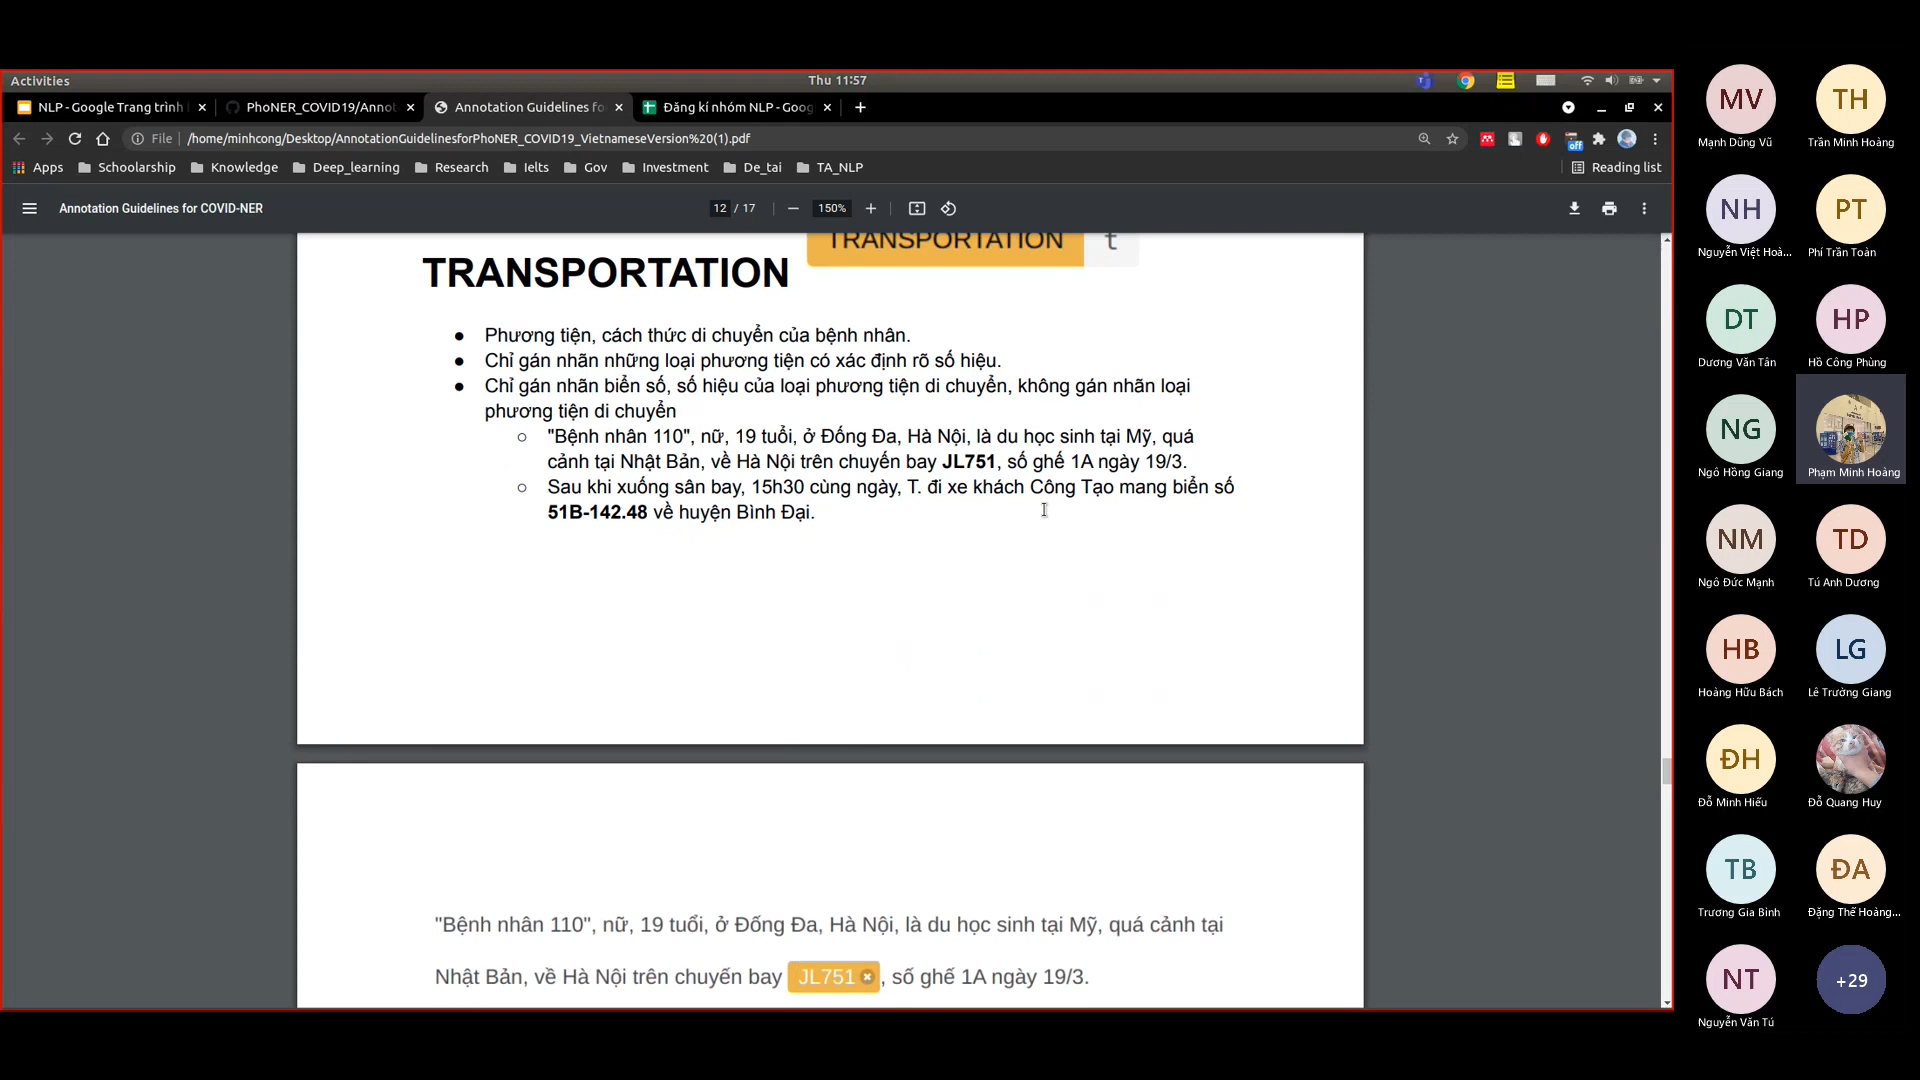 Activities
Thu 11:57
NLP - Google Trang trình
PhoNER_COVID19/Annot
Annotation Guidelines fo
Đăng kí nhóm NLP - Goog
File
/home/minhcong/Desktop/AnnotationGuidelinesforPhoNER_COVID19_VietnameseVersion%20(1).pdf
off
Apps
Schoolarship
Knowledge
Deep_learning
Research
Ielts
Gov
Investment
De_tai
TA_NLP
Reading list
Annotation Guidelines for COVID-NER
12 / 17
150%
TRANSPORTATION t
TRANSPORTATION
Phương tiện, cách thức di chuyển của bệnh nhân.
Chỉ gán nhãn những loại phương tiện có xác định rõ số hiệu.
Chỉ gán nhãn biển số, số hiệu của loại phương tiện di chuyển, không gán nhãn loại
phương tiện di chuyển
"Bệnh nhân 110", nữ, 19 tuổi, ở Đống Đa, Hà Nội, là du học sinh tại Mỹ, quá
cảnh tại Nhật Bản, về Hà Nội trên chuyến bay JL751, số ghế 1A ngày 19/3.
Sau khi xuống sân bay, 15h30 cùng ngày, T. đi xe khách Công Tạo mang biển số
51B-142.48 về huyện Bình Đại.
"Bệnh nhân 110", nữ, 19 tuổi, ở Đống Đa, Hà Nội, là du học sinh tại Mỹ, quá cảnh tại
Nhật Bản, về Hà Nội trên chuyến bay JL751, số ghế 1A ngày 19/3.
MV
Mạnh Dũng Vũ
TH
Trần Minh Hoàng
NH
Nguyễn Việt Hoà...
PT
Phí Trần Toàn
DT
Dương Văn Tân
HP
Hồ Công Phùng
NG
Ngô Hồng Giang
Phạm Minh Hoàng
NM
Ngô Đức Mạnh
TD
Tú Anh Dương
HB
Hoàng Hữu Bách
LG
Lê Trường Giang
ĐH
Đỗ Minh Hiếu
Đỗ Quang Huy
TB
Trương Gia Bình
ĐA
Đặng Thế Hoàng...
NT
Nguyễn Văn Tú
+29